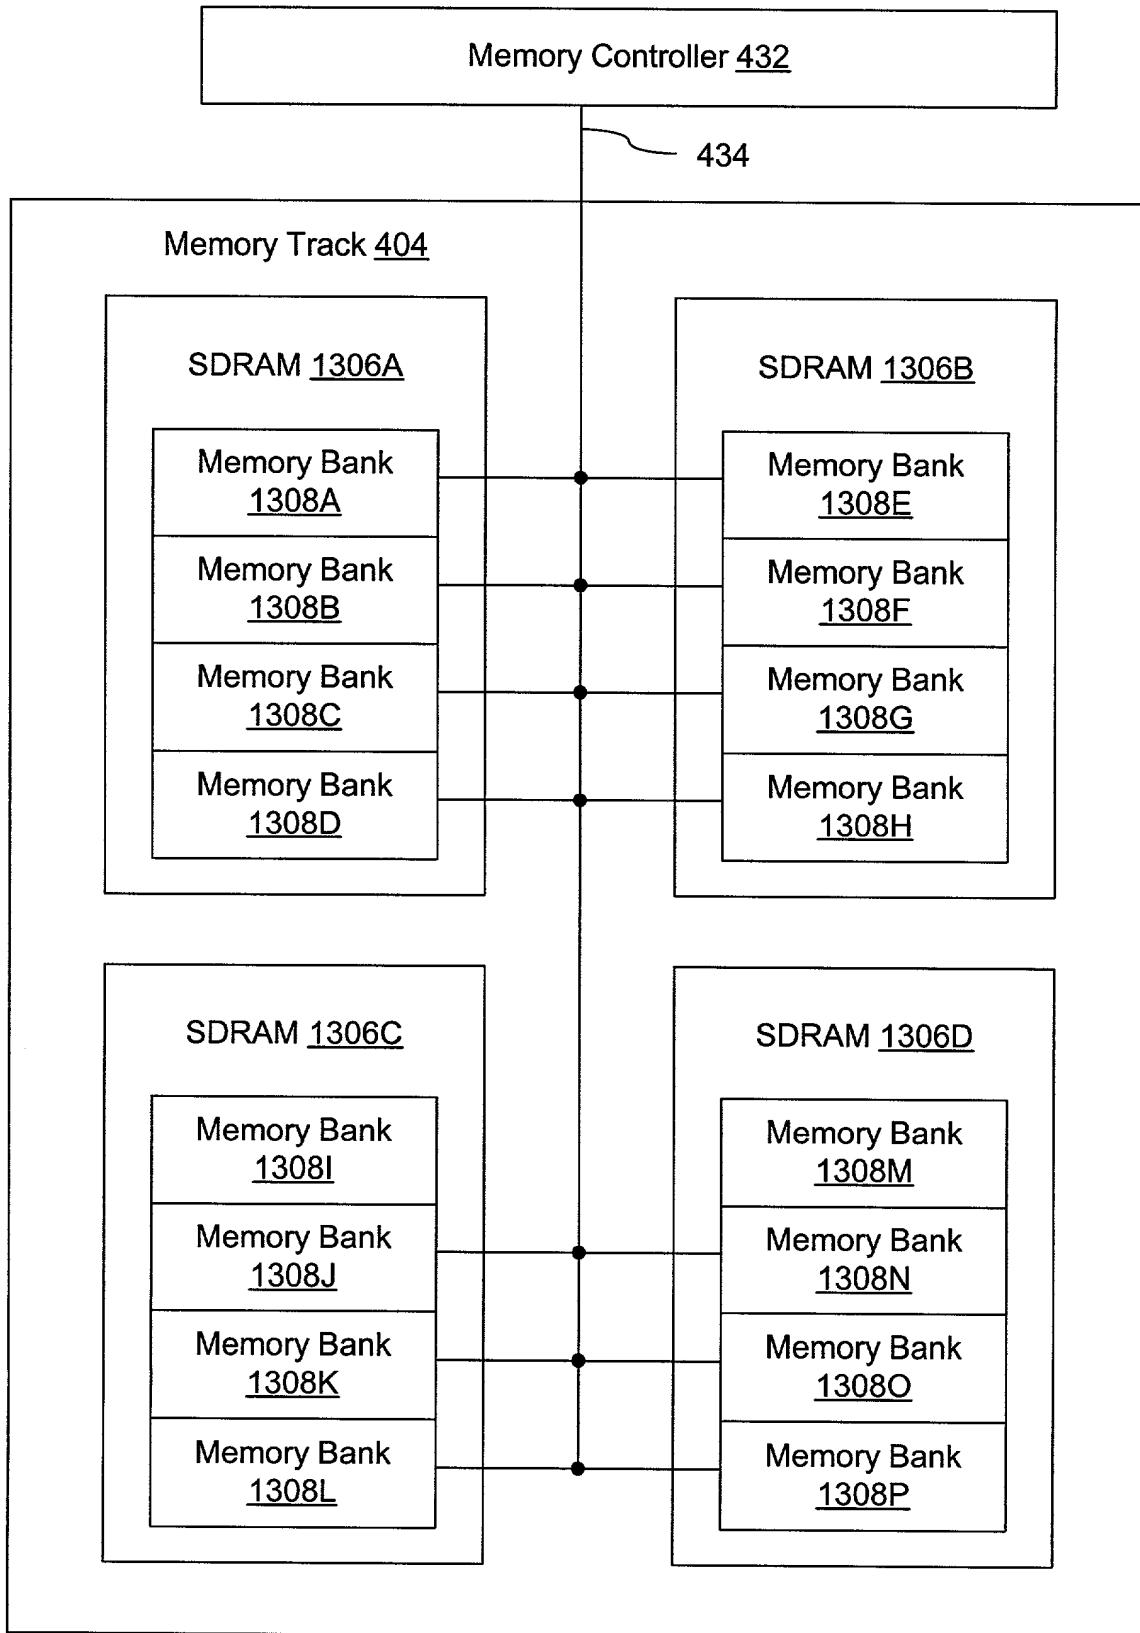 Memory Controller 432
434
Memory Track 404
SDRAM 1306A
Memory Bank
1308A
Memory Bank
1308B
Memory Bank
1308C
Memory Bank
1308D
SDRAM 1306B
Memory Bank
1308E
Memory Bank
1308F
Memory Bank
1308G
Memory Bank
1308H
SDRAM 1306C
Memory Bank
1308I
Memory Bank
1308J
Memory Bank
1308K
Memory Bank
1308L
SDRAM 1306D
Memory Bank
1308M
Memory Bank
1308N
Memory Bank
1308O
Memory Bank
1308P